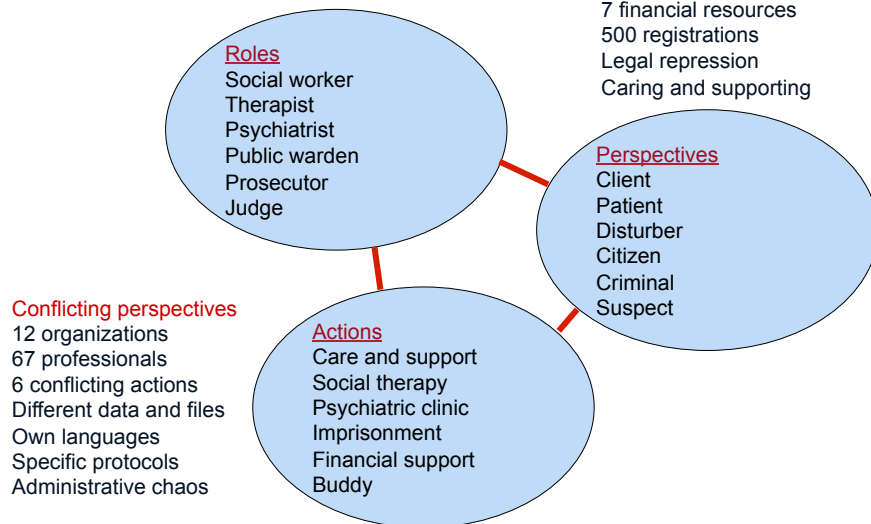 7 financial resources
500 registrations
Legal repression
Caring and supporting
Roles
Social worker
Therapist
Psychiatrist
Public warden
Prosecutor
Judge
Perspectives
Client
Patient
Disturber
Citizen
Criminal
Suspect
Conflicting perspectives
12 organizations
67 professionals
6 conflicting actions
Different data and files
Own languages
Specific protocols
Administrative chaos
Actions
Care and support
Social therapy
Psychiatric clinic
Imprisonment
Financial support
Buddy